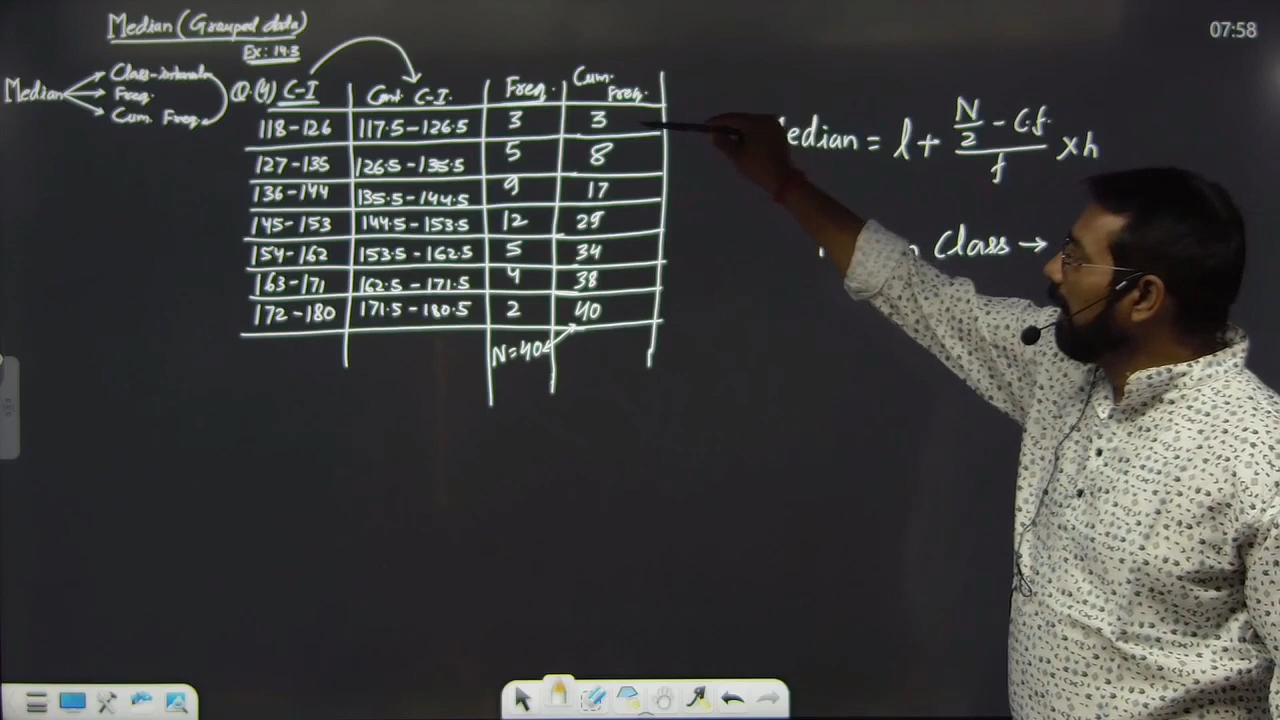 07:58
Median (Grouped data)
Ex: 14.3
Median
Class-intervals
Freq.
Cum. Freq.
Q.(4) C-I Cont. C-I. Freq. Cum. Freq.
118-126 117.5-126.5 3 3
127-135 126.5-135.5 5 8
136-144 135.5-144.5 9 17
145-153 144.5-153.5 12 29
154-162 153.5-162.5 5 34
163-171 162.5-171.5 4 38
172-180 171.5-180.5 2 40
N=40
edian = l + N/2 - C.f. / f × h
Class →